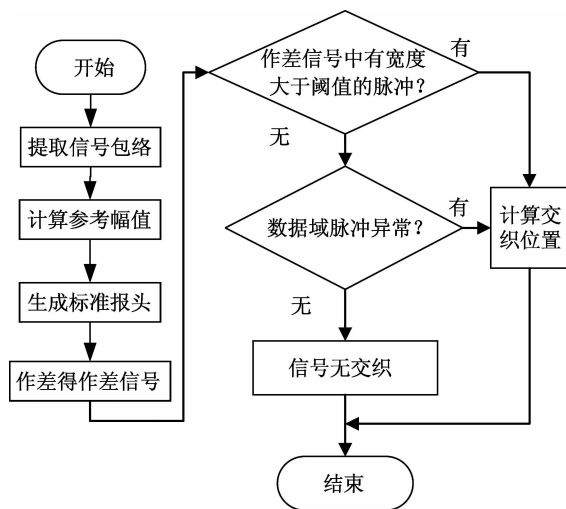 开始
提取信号包络
计算参考幅值
生成标准报头
作差得作差信号
作差信号中有宽度
大于阈值的脉冲?
有
无
数据域脉冲异常?
有
计算交
织位置
无
信号无交织
结束